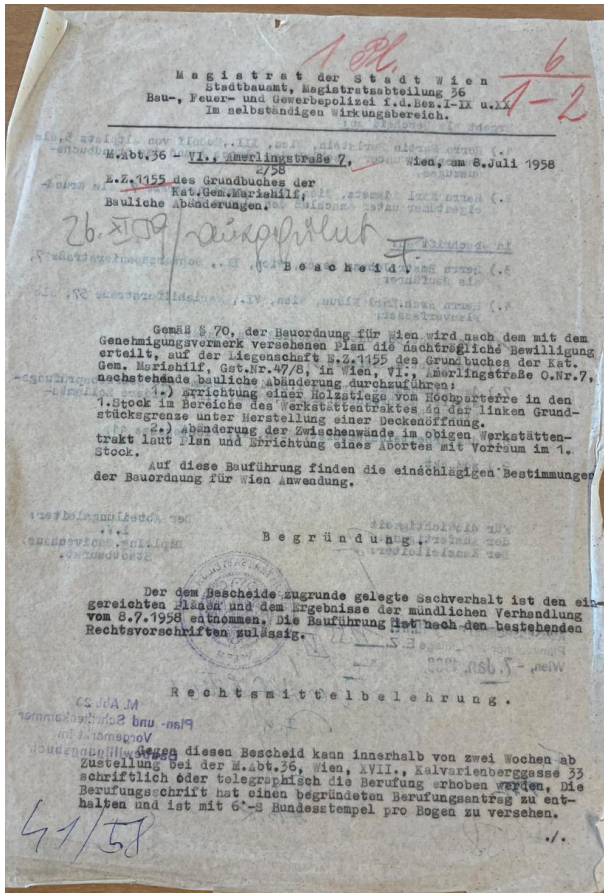 1 Pl.
6
1-2
Magistrat der Stadt Wien
Stadtbauamt, Magistratsabteilung 36
Bau-, Feuer- und Gewerbepolizei f.d.Bez.I-IX u.XX
Im selbständigen Wirkungsbereich.
M.Abt.36 - VI., Amerlingstraße 7, Wien, am 8.Juli 1958
2/58
E.Z.1155 des Grundbuches der
Kat.Gem.Mariahilf,
Bauliche Abänderungen.
26. XI 59 / ausgeführt
Bescheid
Gemäß § 70, der Bauordnung für Wien wird nach dem mit dem
Genehmigungsvermerk versehenen Plan die nachträgliche Bewilligung
erteilt, auf der Liegenschaft E.Z.1155 des Grundbuches der Kat.
Gem. Mariahilf, Gst.Nr.47/8, in Wien, VI., Amerlingstraße O.Nr.7,
nachstehende bauliche Abänderung durchzuführen:
1.) Errichtung einer Holzstiege vom Hochparterre in den
1.Stock im Bereiche des Werkstättentraktes an der linken Grund-
stücksgrenze unter Herstellung einer Deckenöffnung.
2.) Abänderung der Zwischenwände im obigen Werkstätten-
trakt laut Plan und Errichtung eines Abortes mit Vorraum im 1.
Stock.
Auf diese Bauführung finden die einschlägigen Bestimmungen
der Bauordnung für Wien Anwendung.
Begründung.
Der dem Bescheide zugrunde gelegte Sachverhalt ist den ein-
gereichten Plänen und dem Ergebnisse der mündlichen Verhandlung
vom 8.7.1958 entnommen. Die Bauführung ist nach den bestehenden
Rechtsvorschriften zulässig.
Rechtsmittelbelehrung.
M. Abt 20
Plan- und Schriftenkammer
Vorgemerkt im
Bewilligungsbuch
Gegen diesen Bescheid kann innerhalb von zwei Wochen ab
Zustellung bei der M.Abt.36, Wien, XVII., Kalvarienberggasse 33
schriftlich oder telegraphisch die Berufung erhoben werden. Die
Berufungsschrift hat einen begründeten Berufungsantrag zu ent-
halten und ist mit 6'-S Bundesstempel pro Bogen zu versehen.
./.
41/58